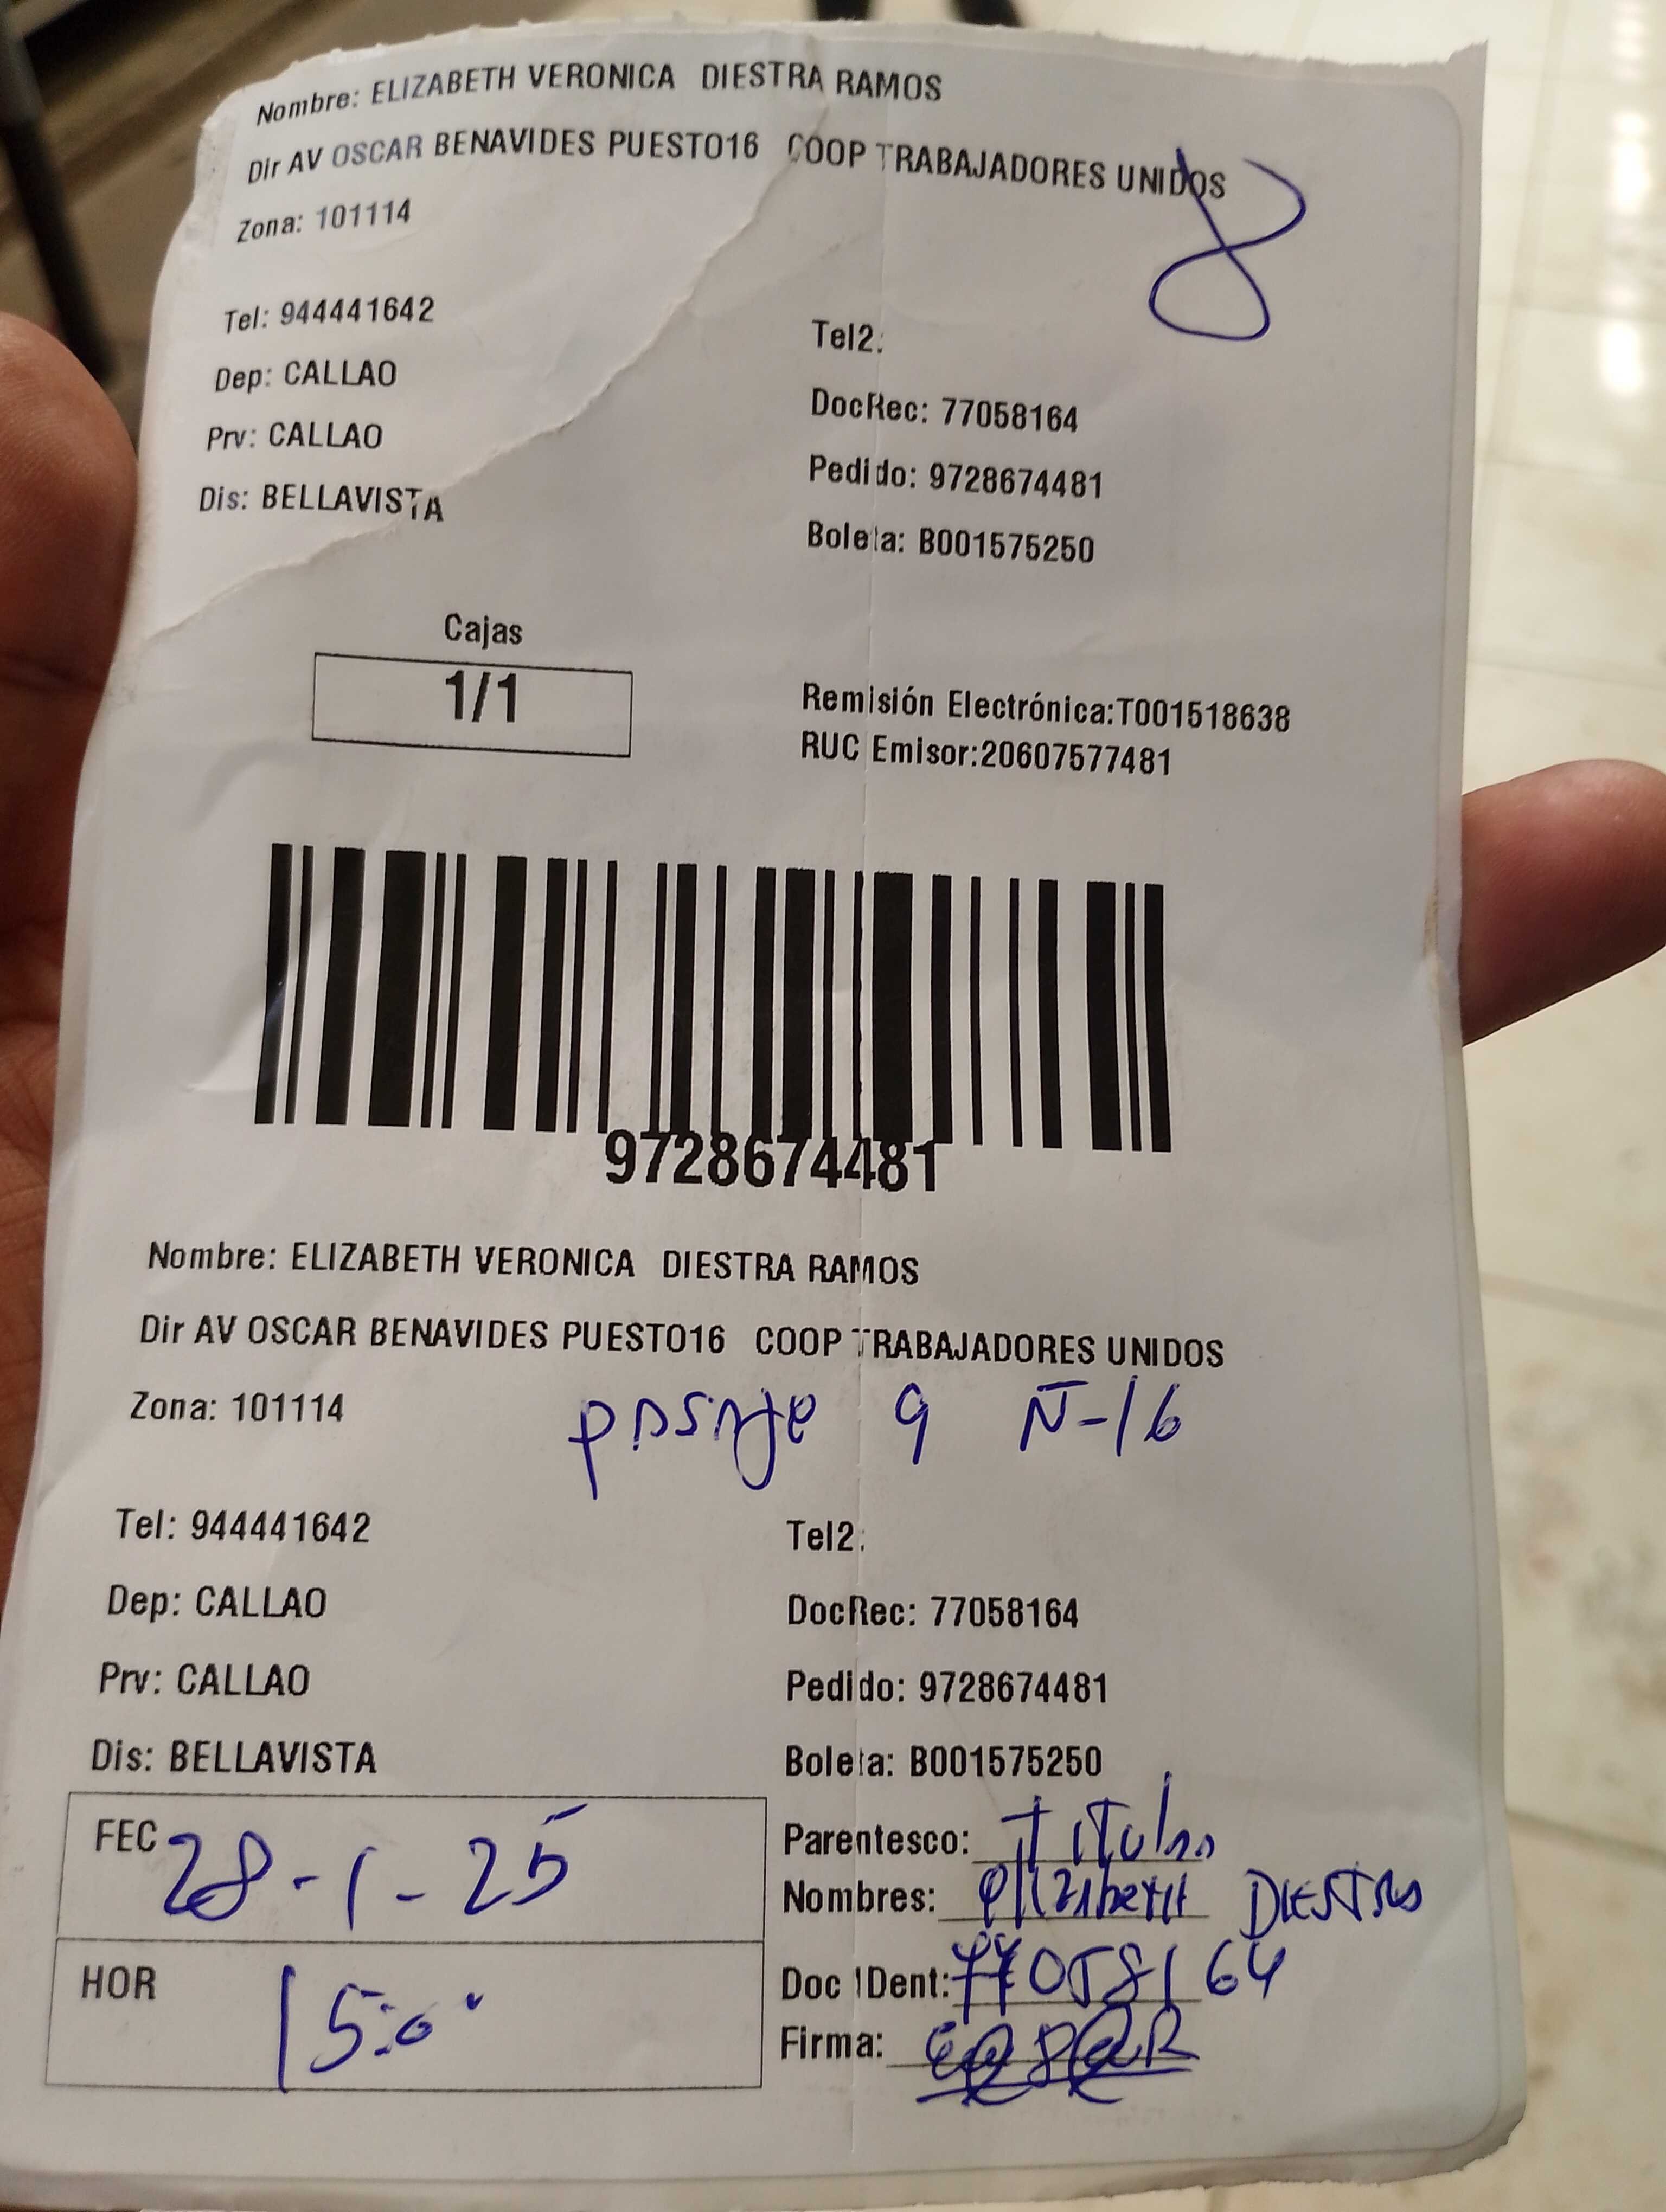 Nombre: ELIZABETH VERONICA DIESTRA RAMOS
Dir AV OSCAR BENAVIDES PUESTO16 COOP TRABAJADORES UNIDOS
8
Zona: 101114
Tel: 944441642
Tel2:
Dep: CALLAO
DocRec: 77058164
Prv: CALLAO
Pedido: 9728674481
Dis: BELLAVISTA
Boleta: B001575250
Cajas
1/1
Remisión Electrónica:T001518638
RUC Emisor:20607577481
9728674481
Nombre: ELIZABETH VERONICA DIESTRA RAMOS
Dir AV OSCAR BENAVIDES PUESTO16 COOP TRABAJADORES UNIDOS
Zona: 101114 pasaje 9 N-16
Tel: 944441642
Tel2:
Dep: CALLAO
DocRec: 77058164
Prv: CALLAO
Pedido: 9728674481
Dis: BELLAVISTA
Boleta: B001575250
FEC 28-1-25
Parentesco: Titular
Nombres: elizabeth DIESTRA
HOR 15:00
Doc IDent: 77058164
Firma: